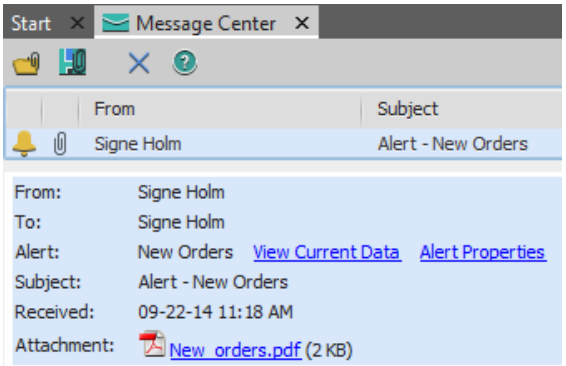 Start Message Center
From Subject
Signe Holm Alert - New Orders
From: Signe Holm
To: Signe Holm
Alert: New Orders View Current Data Alert Properties
Subject: Alert - New Orders
Received: 09-22-14 11:18 AM
Attachment: New_orders.pdf (2 KB)